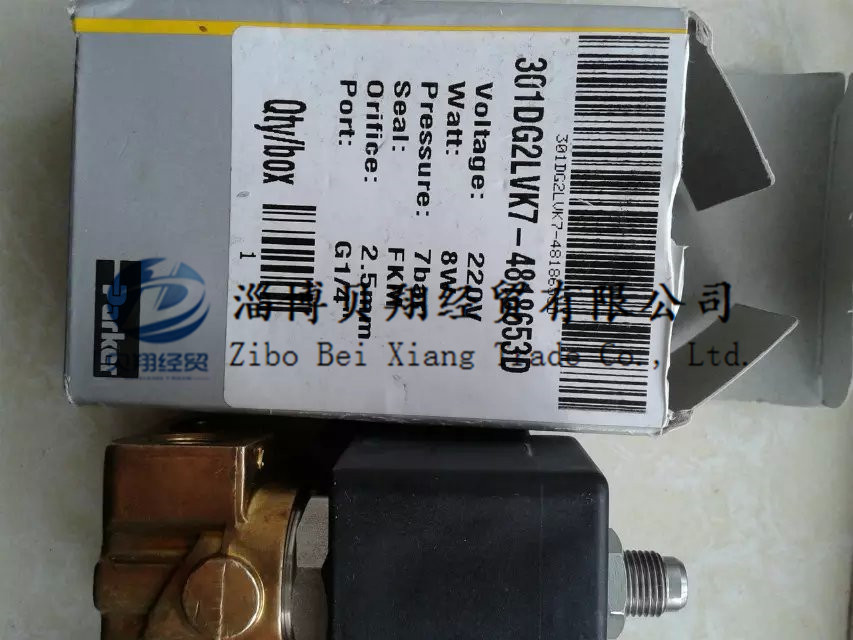 301DG2LVK7-4818653D
301DG2LVK7-4818653D
Voltage: 220V
Watt: 8W
Pressure: 7bar
Seal: FKM
Orifice: 2.5mm.
Port: G1/4"
Qty/box
1
Parker
淄博贝翔经贸有限公司
Zibo Bei Xiang Trade Co., Ltd.
贝翔经贸